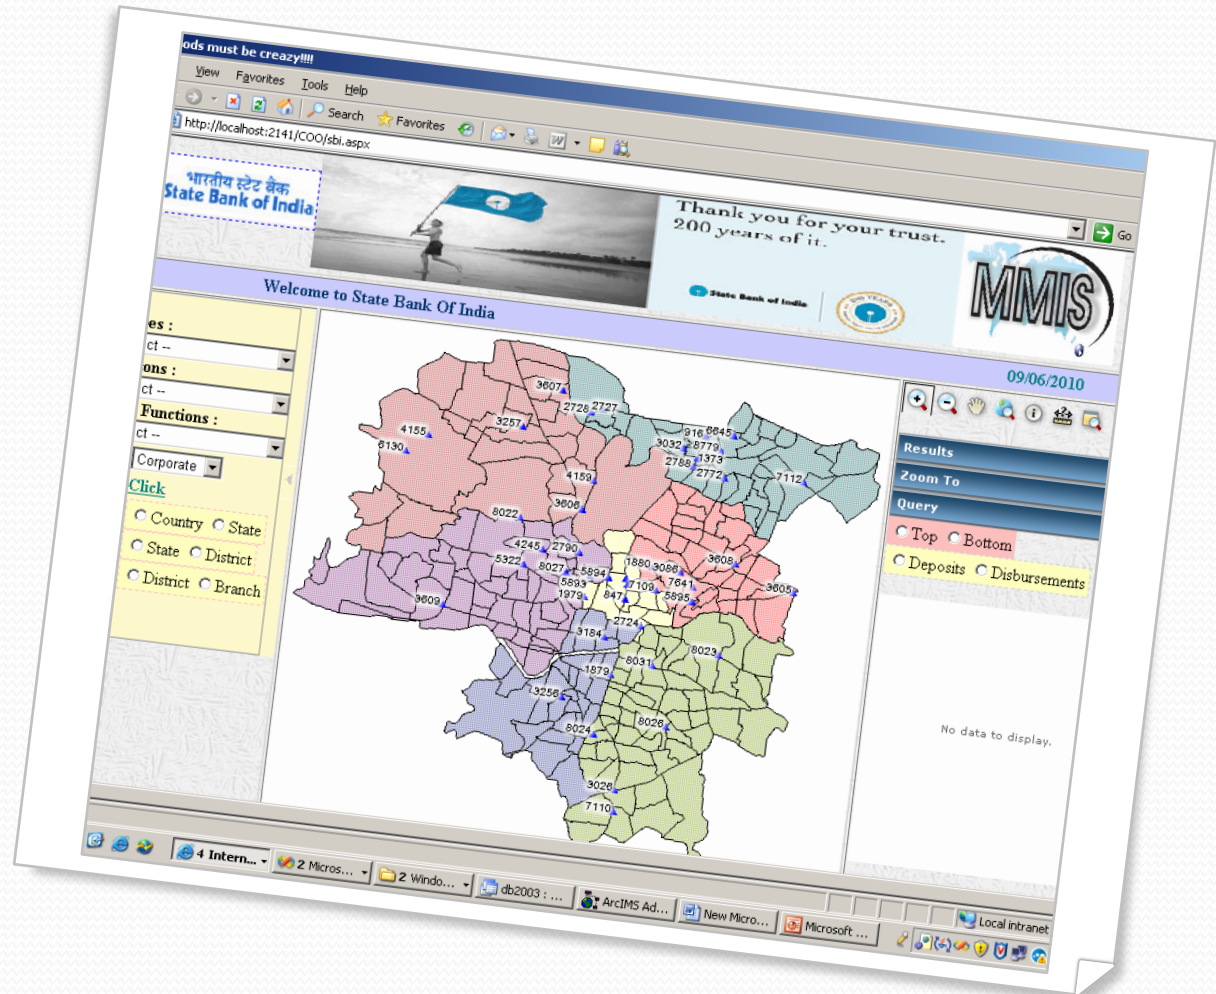 ods must be creazy!!!!
View Favorites Tools Help
Search Favorites
http://localhost:2141/COO/sbi.aspx
Go
भारतीय स्टेट बैंक
State Bank of India
Thank you for your trust.
200 years of it.
State Bank of India
MMIS
Welcome to State Bank Of India
09/06/2010
es :
ct --
ons :
ct --
Functions :
ct --
Corporate
Click
Country State
State District
District Branch
3607
2728 2727
3257
4155
6130
916 6645
3032 8779
1373
2788
2772
7112
4159
3606
8022
4245 2790
5322
8027 5894
5893
1979
1880 3086
3608
7109 7641
847
5895
3605
3609
2724
3184
8031
8023
1879
3256
8024
8026
3026
7110
Results
Zoom To
Query
Top Bottom
Deposits Disbursements
No data to display.
4 Intern...
2 Micros...
2 Windo...
db2003 : ...
ArcIMS Ad...
New Micro...
Microsoft ...
Local intranet